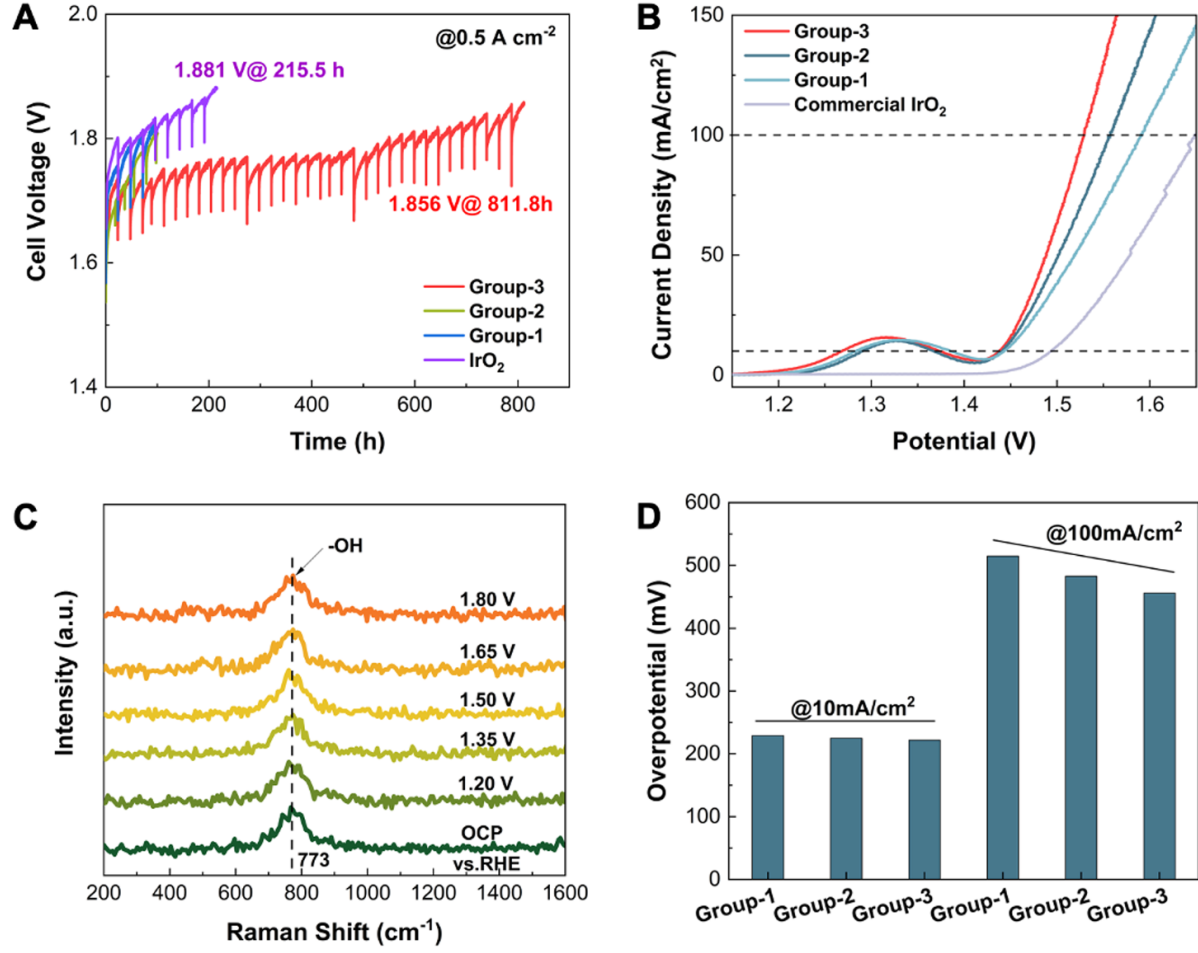 A
2.0
1.8
1.6
1.4
Cell Voltage (V)
@0.5 A cm-2
1.881 V@ 215.5 h
1.856 V@ 811.8h
Group-3
Group-2
Group-1
IrO2
0
200
400
600
800
Time (h)
B
150
100
50
0
Current Density (mA/cm2)
Group-3
Group-2
Group-1
Commercial IrO2
1.2
1.3
1.4
1.5
1.6
Potential (V)
C
Intensity (a.u.)
-OH
1.80 V
1.65 V
1.50 V
1.35 V
1.20 V
OCP
vs.RHE
773
200
400
600
800
1000
1200
1400
1600
Raman Shift (cm-1)
D
600
500
400
300
200
100
0
Overpotential (mV)
@100mA/cm2
@10mA/cm2
Group-1
Group-2
Group-3
Group-1
Group-2
Group-3